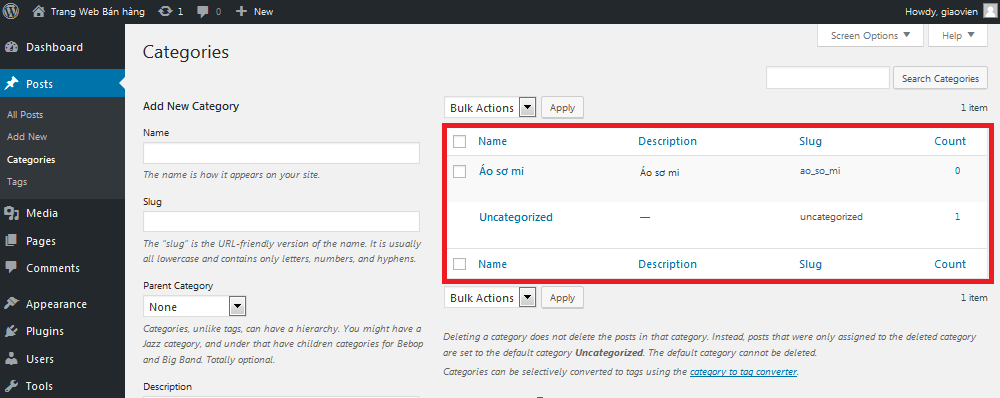 Trang Web Bán hàng 1 0 + New Howdy, giaovien
Dashboard
Posts
All Posts
Add New
Categories
Tags
Media
Pages
Comments
Appearance
Plugins
Users
Tools
Screen Options Help
Categories
Search Categories
Add New Category
Name
The name is how it appears on your site.
Slug
The "slug" is the URL-friendly version of the name. It is usually
all lowercase and contains only letters, numbers, and hyphens.
Parent Category
None
Categories, unlike tags, can have a hierarchy. You might have a
Jazz category, and under that have children categories for Bebop
and Big Band. Totally optional.
Description
Bulk Actions Apply 1 item
Name Description Slug Count
Áo sơ mi Áo sơ mi ao_so_mi 0
Uncategorized — uncategorized 1
Name Description Slug Count
Bulk Actions Apply 1 item
Deleting a category does not delete the posts in that category. Instead, posts that were only assigned to the deleted category
are set to the default category Uncategorized. The default category cannot be deleted.
Categories can be selectively converted to tags using the category to tag converter.